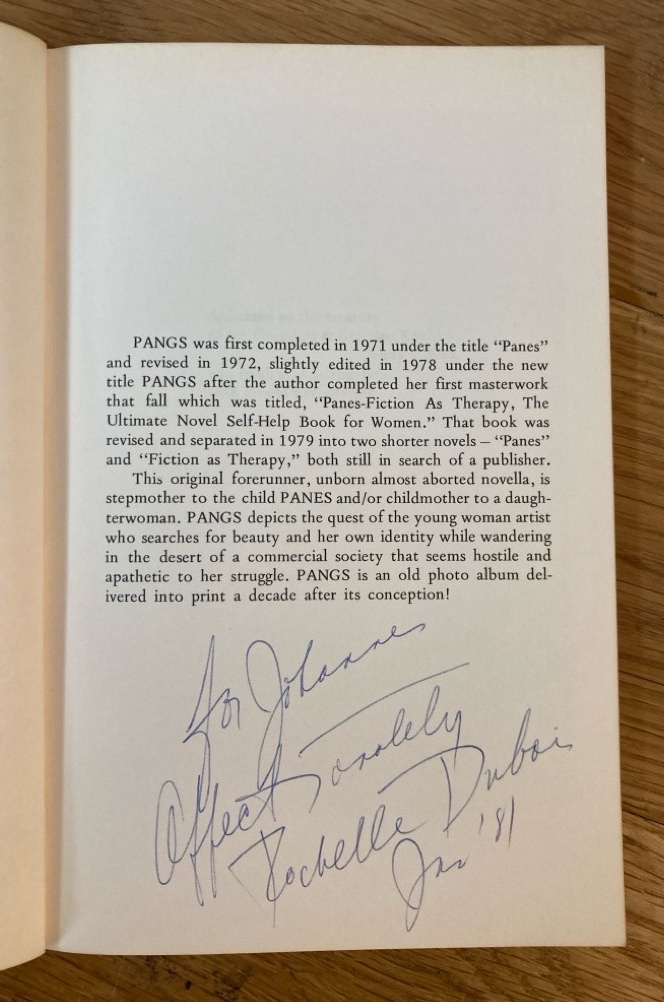 PANGS was first completed in 1971 under the title “Panes”
and revised in 1972, slightly edited in 1978 under the new
title PANGS after the author completed her first masterwork
that fall which was titled, “Panes-Fiction As Therapy, The
Ultimate Novel Self-Help Book for Women.” That book was
revised and separated in 1979 into two shorter novels – “Panes”
and “Fiction as Therapy,” both still in search of a publisher.
This original forerunner, unborn almost aborted novella, is
stepmother to the child PANES and/or childmother to a daugh-
terwoman. PANGS depicts the quest of the young woman artist
who searches for beauty and her own identity while wandering
in the desert of a commercial society that seems hostile and
apathetic to her struggle. PANGS is an old photo album del-
ivered into print a decade after its conception!
for Johannes
Affectionately
Rochelle Dubois
Jan '81